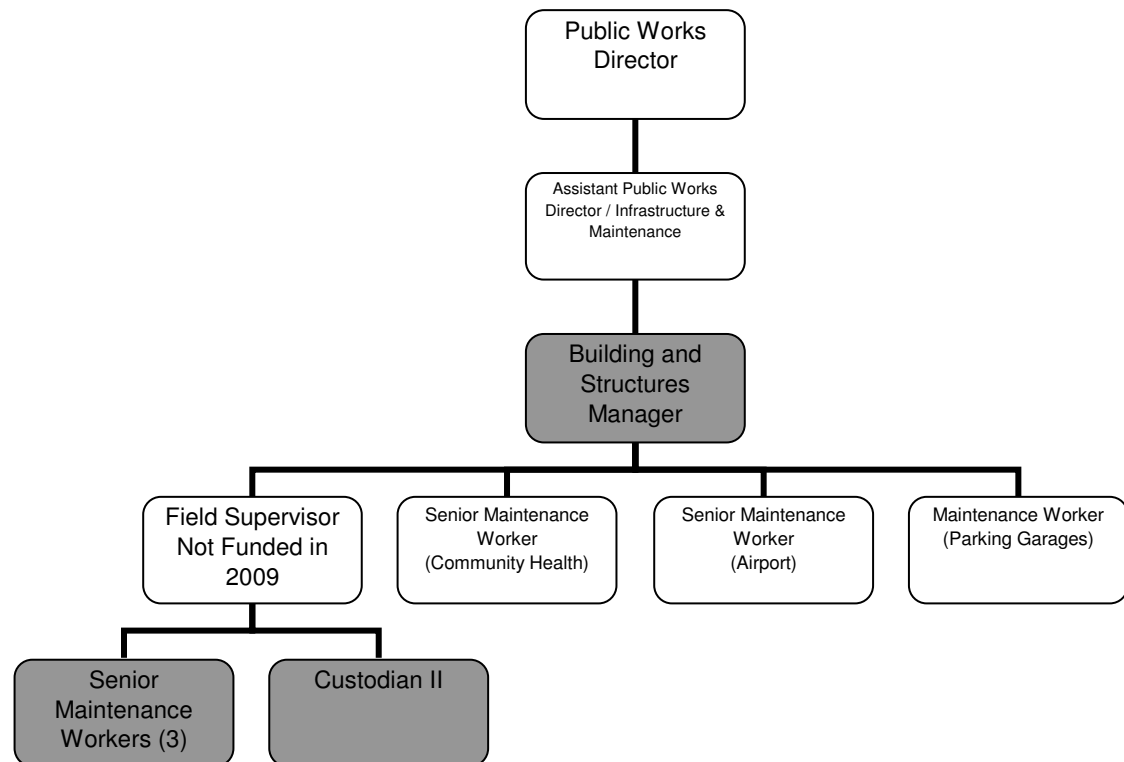 Public Works
Director
Assistant Public Works
Director / Infrastructure &
Maintenance
Building and
Structures
Manager
Field Supervisor
Not Funded in
2009
Senior Maintenance
Worker
(Community Health)
Senior Maintenance
Worker
(Airport)
Maintenance Worker
(Parking Garages)
Senior
Maintenance
Workers (3)
Custodian II